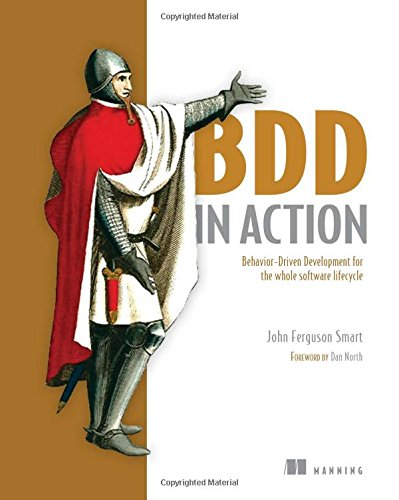 Copyrighted Material
BDD
IN ACTION
Behavior-Driven Development for
the whole software lifecycle
John Ferguson Smart
FOREWORD BY Dan North
MANNING
Copyrighted Material